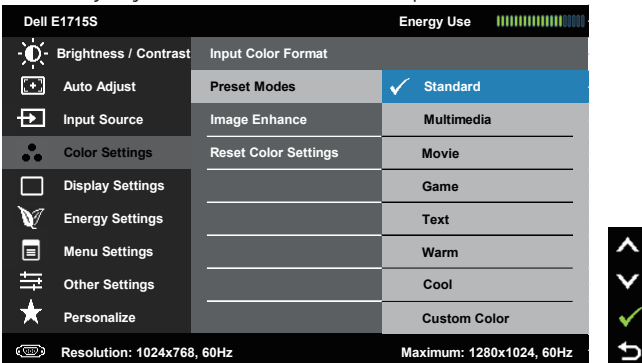 Dell E1715S Energy Use
Brightness / Contrast Input Color Format
Auto Adjust Preset Modes Standard
Input Source Image Enhance Multimedia
Color Settings Reset Color Settings Movie
Display Settings Game
Energy Settings Text
Menu Settings Warm
Other Settings Cool
Personalize Custom Color
Resolution: 1024x768, 60Hz Maximum: 1280x1024, 60Hz